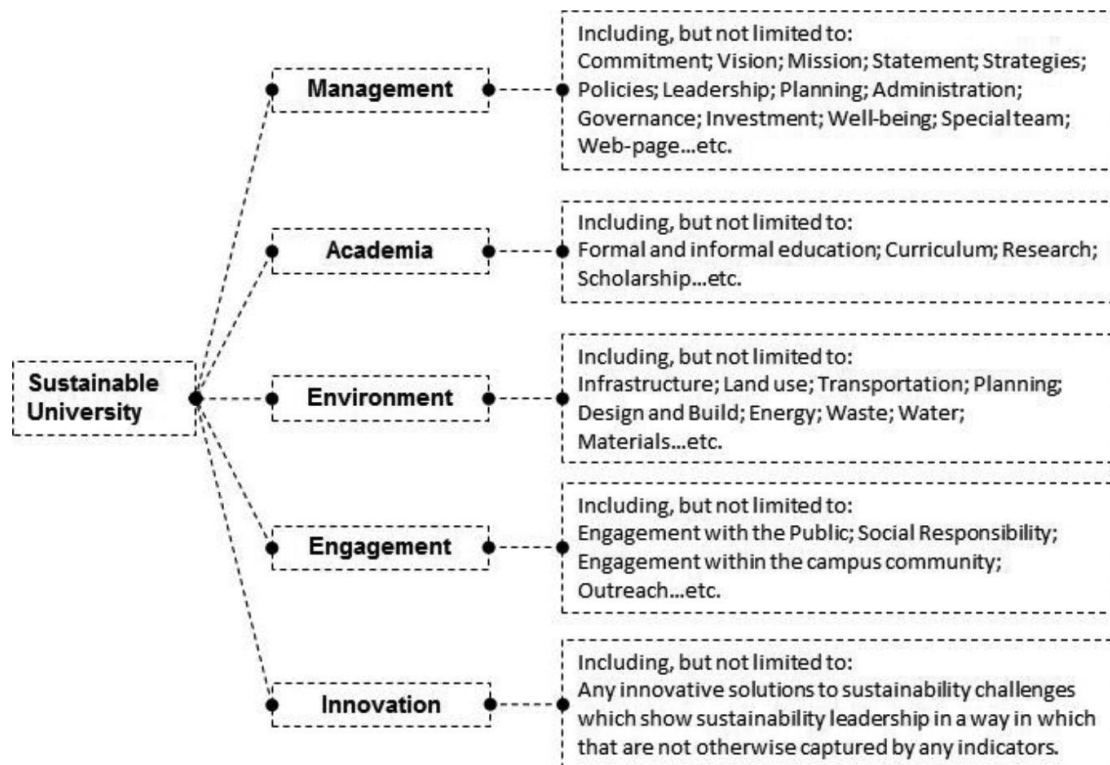 Sustainable
University
Management
Including, but not limited to:
Commitment; Vision; Mission; Statement; Strategies;
Policies; Leadership; Planning; Administration;
Governance; Investment; Well-being; Special team;
Web-page...etc.
Academia
Including, but not limited to:
Formal and informal education; Curriculum; Research;
Scholarship...etc.
Environment
Including, but not limited to:
Infrastructure; Land use; Transportation; Planning;
Design and Build; Energy; Waste; Water;
Materials...etc.
Engagement
Including, but not limited to:
Engagement with the Public; Social Responsibility;
Engagement within the campus community;
Outreach...etc.
Innovation
Including, but not limited to:
Any innovative solutions to sustainability challenges
which show sustainability leadership in a way in which
that are not otherwise captured by any indicators.